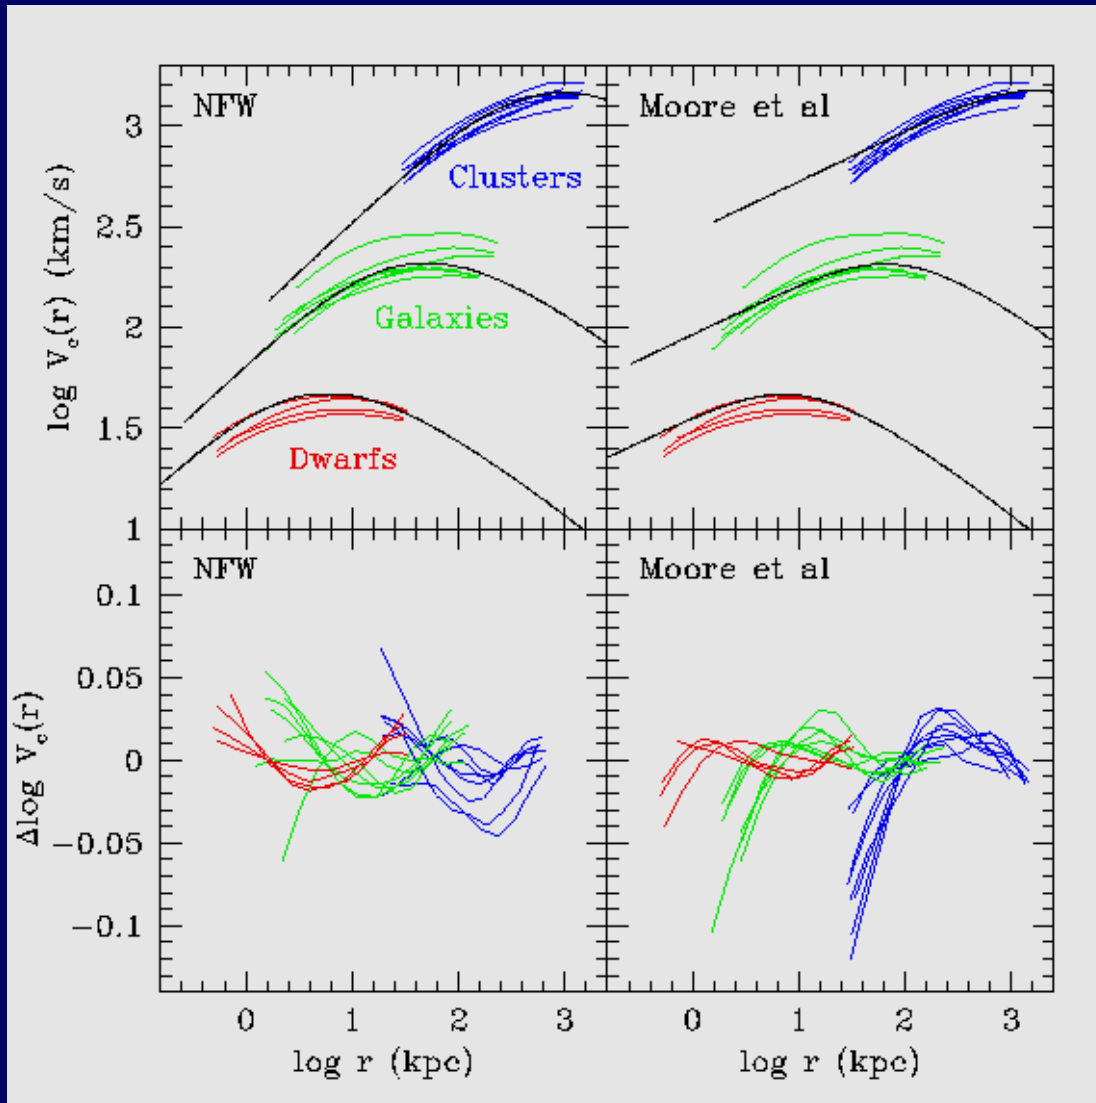 NFW
Moore et al
3
2.5
2
1.5
1
log V_c(r) (km/s)
Clusters
Galaxies
Dwarfs
NFW
Moore et al
0.1
0.05
0
−0.05
−0.1
Δlog V_c(r)
0 1 2 3
0 1 2 3
log r (kpc)
log r (kpc)